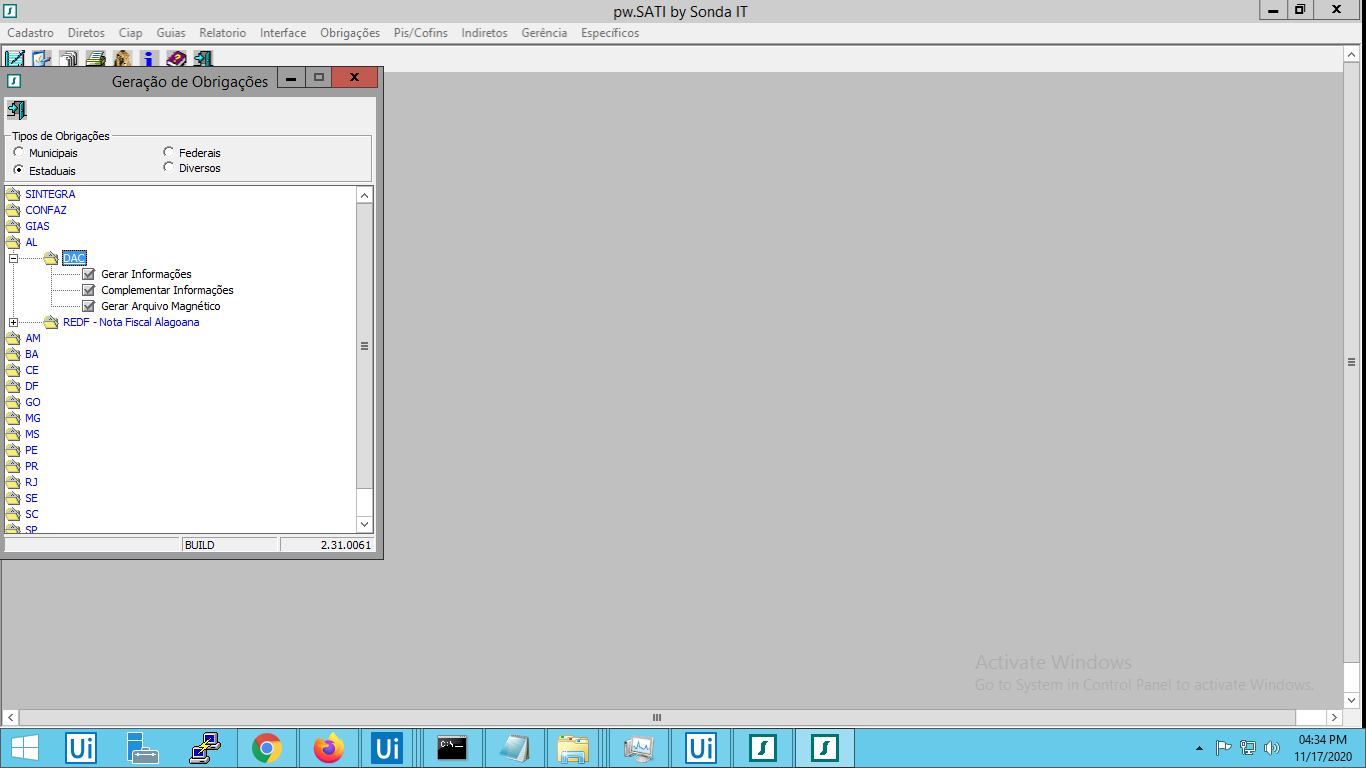 pw.SATI by Sonda IT
Cadastro Diretos Ciap Guias Relatorio Interface Obrigações Pis/Cofins Indiretos Gerência Específicos
Geração de Obrigações
Tipos de Obrigações
Municipais Federais
Estaduais Diversos
SINTEGRA
CONFAZ
GIAS
AL
DAC
Gerar Informações
Complementar Informações
Gerar Arquivo Magnético
REDF - Nota Fiscal Alagoana
AM
BA
CE
DF
GO
MG
MS
PE
PR
RJ
SE
SC
SP
BUILD 2.31.0061
Activate Windows
Go to System in Control Panel to activate Windows.
Ui Ui C:\ Ui
04:34 PM
11/17/2020